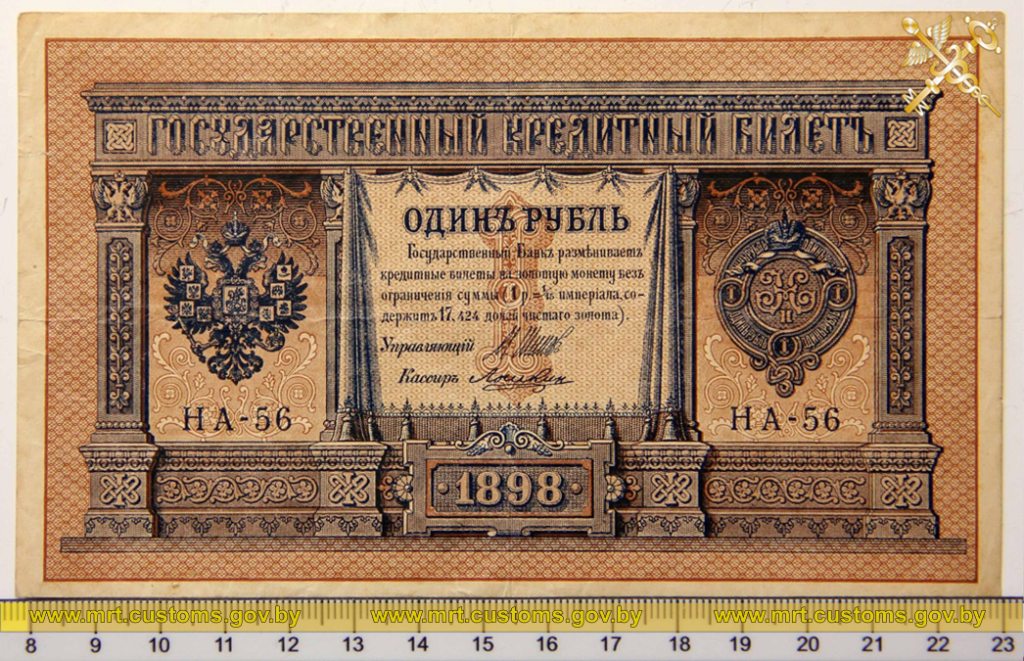 ГОСУДАРСТВЕННЫЙ КРЕДИТНЫЙ БИЛЕТЪ
ОДИНЪ РУБЛЬ
Государственный Банкъ размѣниваетъ
кредитные билеты на золотую монету безъ
ограниченія суммы (1 р. = 1/15 имперіала, со-
держитъ 17,424 долей чистаго золота).
Управляющій
Кассиръ
НА-56
НА-56
1
1
1
1898
www.mrt.customs.gov.by www.mrt.customs.gov.by www.mrt.customs.gov.by
8 9 10 11 12 13 14 15 16 17 18 19 20 21 22 23